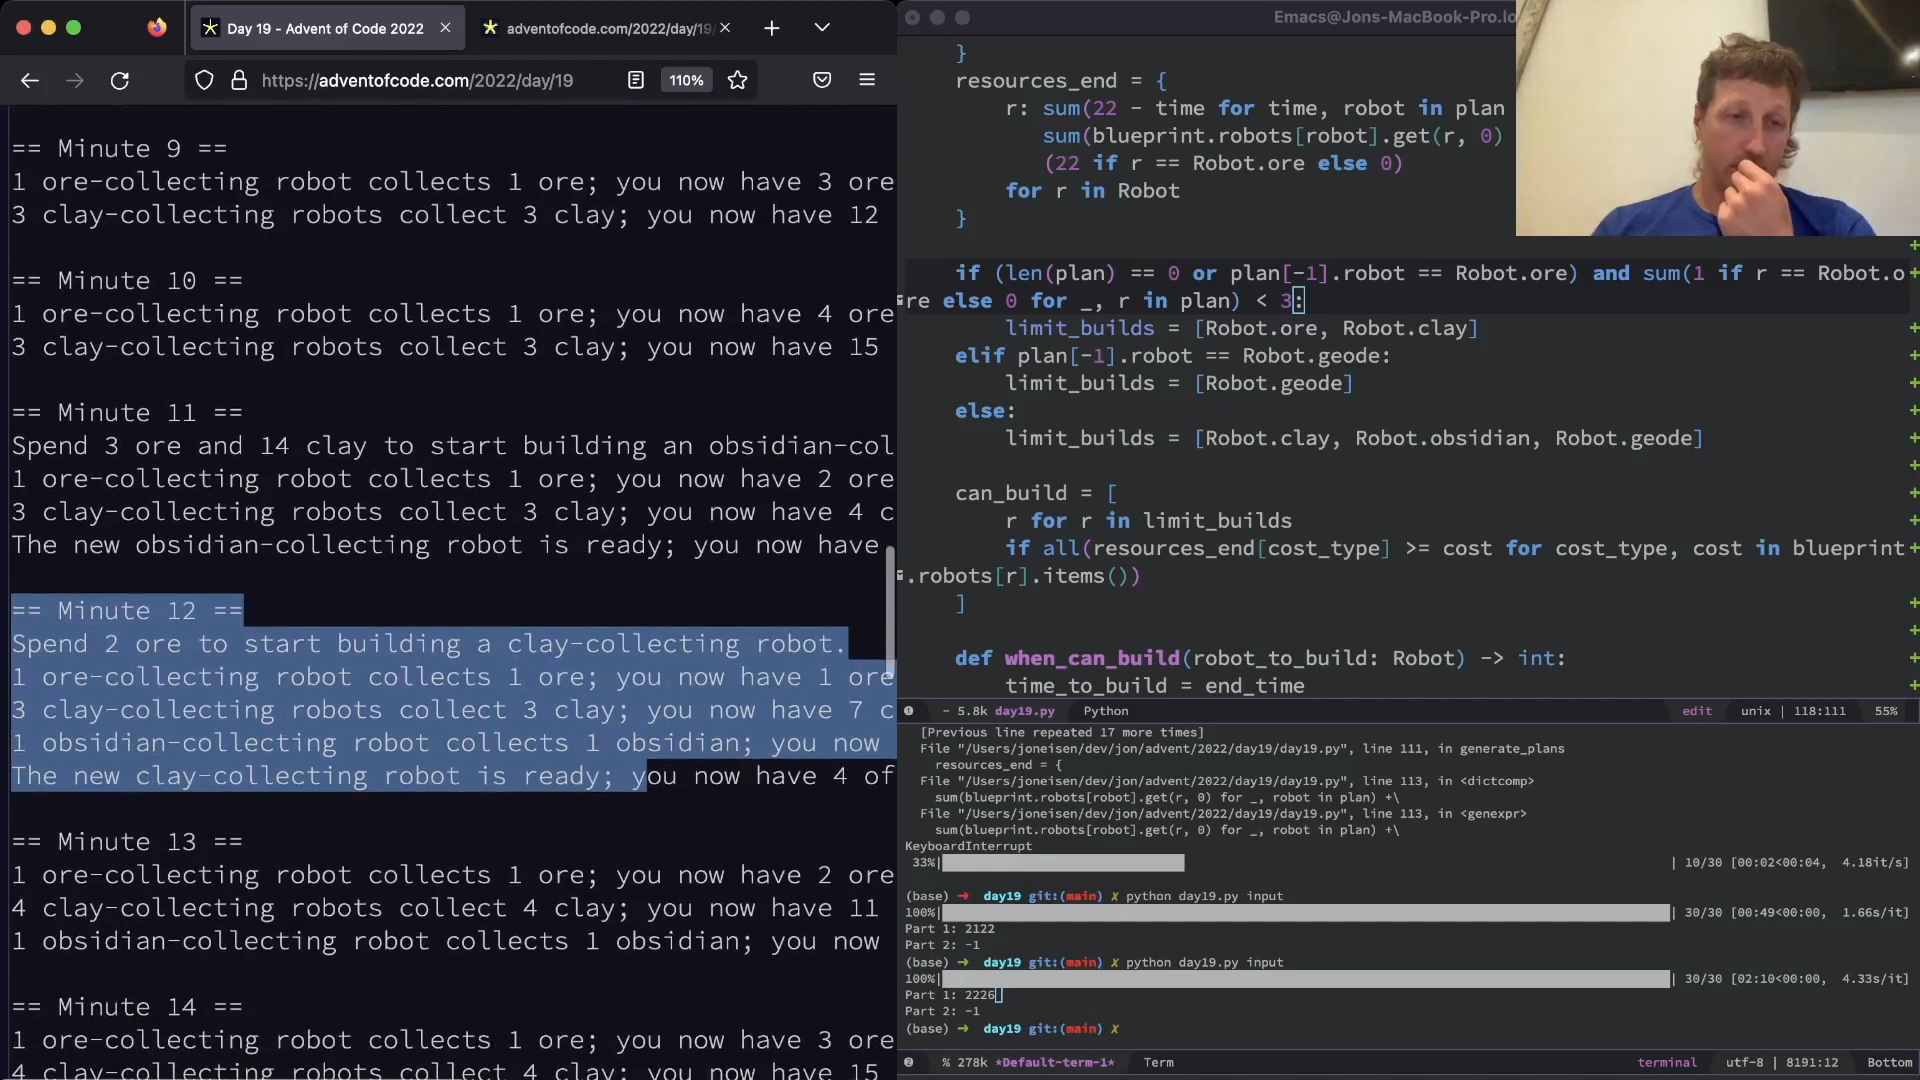 Day 19 - Advent of Code 2022
adventofcode.com/2022/day/19
https://adventofcode.com/2022/day/19
110%
== Minute 9 ==
1 ore-collecting robot collects 1 ore; you now have 3 ore
3 clay-collecting robots collect 3 clay; you now have 12
== Minute 10 ==
1 ore-collecting robot collects 1 ore; you now have 4 ore
3 clay-collecting robots collect 3 clay; you now have 15
== Minute 11 ==
Spend 3 ore and 14 clay to start building an obsidian-col
1 ore-collecting robot collects 1 ore; you now have 2 ore
3 clay-collecting robots collect 3 clay; you now have 4 c
The new obsidian-collecting robot is ready; you now have
== Minute 12 ==
Spend 2 ore to start building a clay-collecting robot.
1 ore-collecting robot collects 1 ore; you now have 1 ore
3 clay-collecting robots collect 3 clay; you now have 7 c
1 obsidian-collecting robot collects 1 obsidian; you now
The new clay-collecting robot is ready; you now have 4 of
== Minute 13 ==
1 ore-collecting robot collects 1 ore; you now have 2 ore
4 clay-collecting robots collect 4 clay; you now have 11
1 obsidian-collecting robot collects 1 obsidian; you now
== Minute 14 ==
1 ore-collecting robot collects 1 ore; you now have 3 ore
4 clay-collecting robots collect 4 clay; you now have 15
Emacs@Jons-MacBook-Pro.lo
}
resources_end = {
r: sum(22 - time for time, robot in plan
sum(blueprint.robots[robot].get(r, 0)
(22 if r == Robot.ore else 0)
for r in Robot
}
if (len(plan) == 0 or plan[-1].robot == Robot.ore) and sum(1 if r == Robot.o
re else 0 for _, r in plan) < 3:
limit_builds = [Robot.ore, Robot.clay]
elif plan[-1].robot == Robot.geode:
limit_builds = [Robot.geode]
else:
limit_builds = [Robot.clay, Robot.obsidian, Robot.geode]
can_build = [
r for r in limit_builds
if all(resources_end[cost_type] >= cost for cost_type, cost in blueprint
.robots[r].items())
]
def when_can_build(robot_to_build: Robot) -> int:
time_to_build = end_time
- 5.8k day19.py Python edit unix | 118:111 55%
[Previous line repeated 17 more times]
File "/Users/joneisen/dev/jon/advent/2022/day19/day19.py", line 111, in generate_plans
resources_end = {
File "/Users/joneisen/dev/jon/advent/2022/day19/day19.py", line 113, in <dictcomp>
sum(blueprint.robots[robot].get(r, 0) for _, robot in plan) +\
File "/Users/joneisen/dev/jon/advent/2022/day19/day19.py", line 113, in <genexpr>
sum(blueprint.robots[robot].get(r, 0) for _, robot in plan) +\
KeyboardInterrupt
33%| | 10/30 [00:02<00:04, 4.18it/s]
(base) → day19 git:(main) ✗ python day19.py input
100%| | 30/30 [00:49<00:00, 1.66s/it]
Part 1: 2122
Part 2: -1
(base) → day19 git:(main) ✗ python day19.py input
100%| | 30/30 [02:10<00:00, 4.33s/it]
Part 1: 2226
Part 2: -1
(base) → day19 git:(main) ✗
% 278k *Default-term-1* Term terminal utf-8 | 8191:12 Bottom